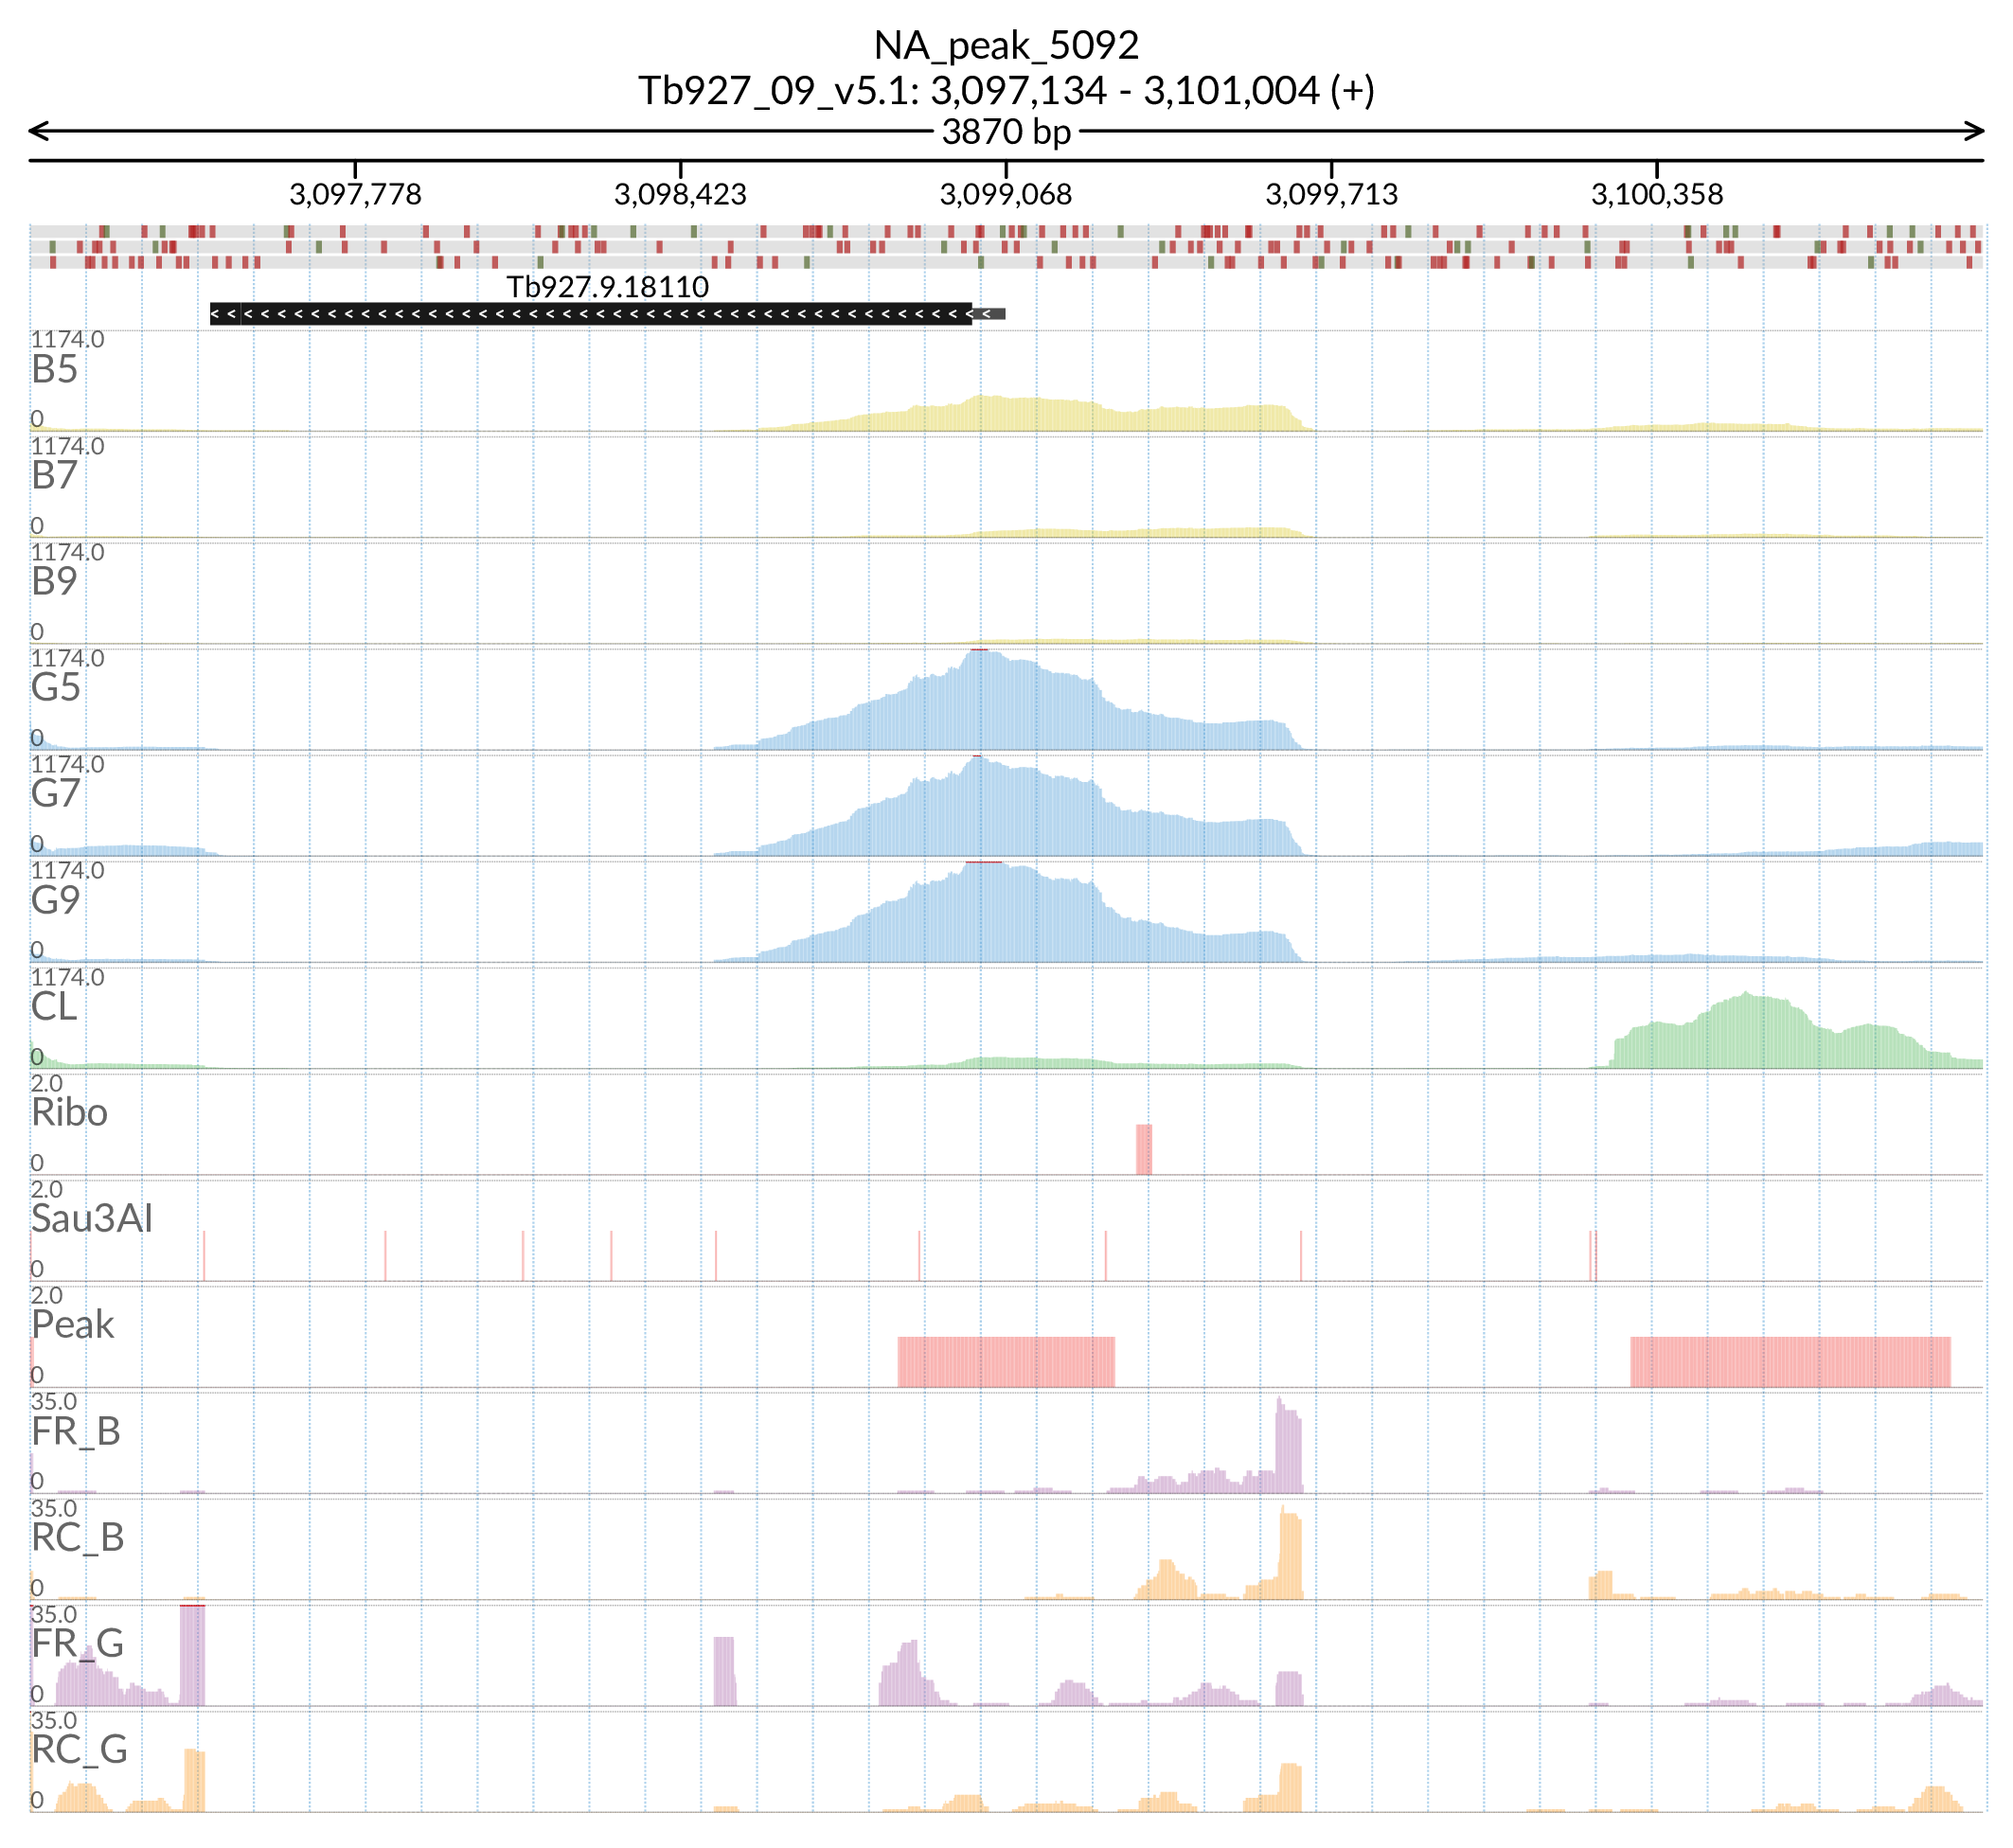 NA_peak_5092
Tb927_09_v5.1: 3,097,134 - 3,101,004 (+)
3870 bp
3,097,778 3,098,423 3,099,068 3,099,713 3,100,358
Tb927.9.18110
1174.0
B5
0
1174.0
B7
0
1174.0
B9
0
1174.0
G5
0
1174.0
G7
0
1174.0
G9
0
1174.0
CL
0
2.0
Ribo
0
2.0
Sau3AI
0
2.0
Peak
0
35.0
FR_B
0
35.0
RC_B
0
35.0
FR_G
0
35.0
RC_G
0